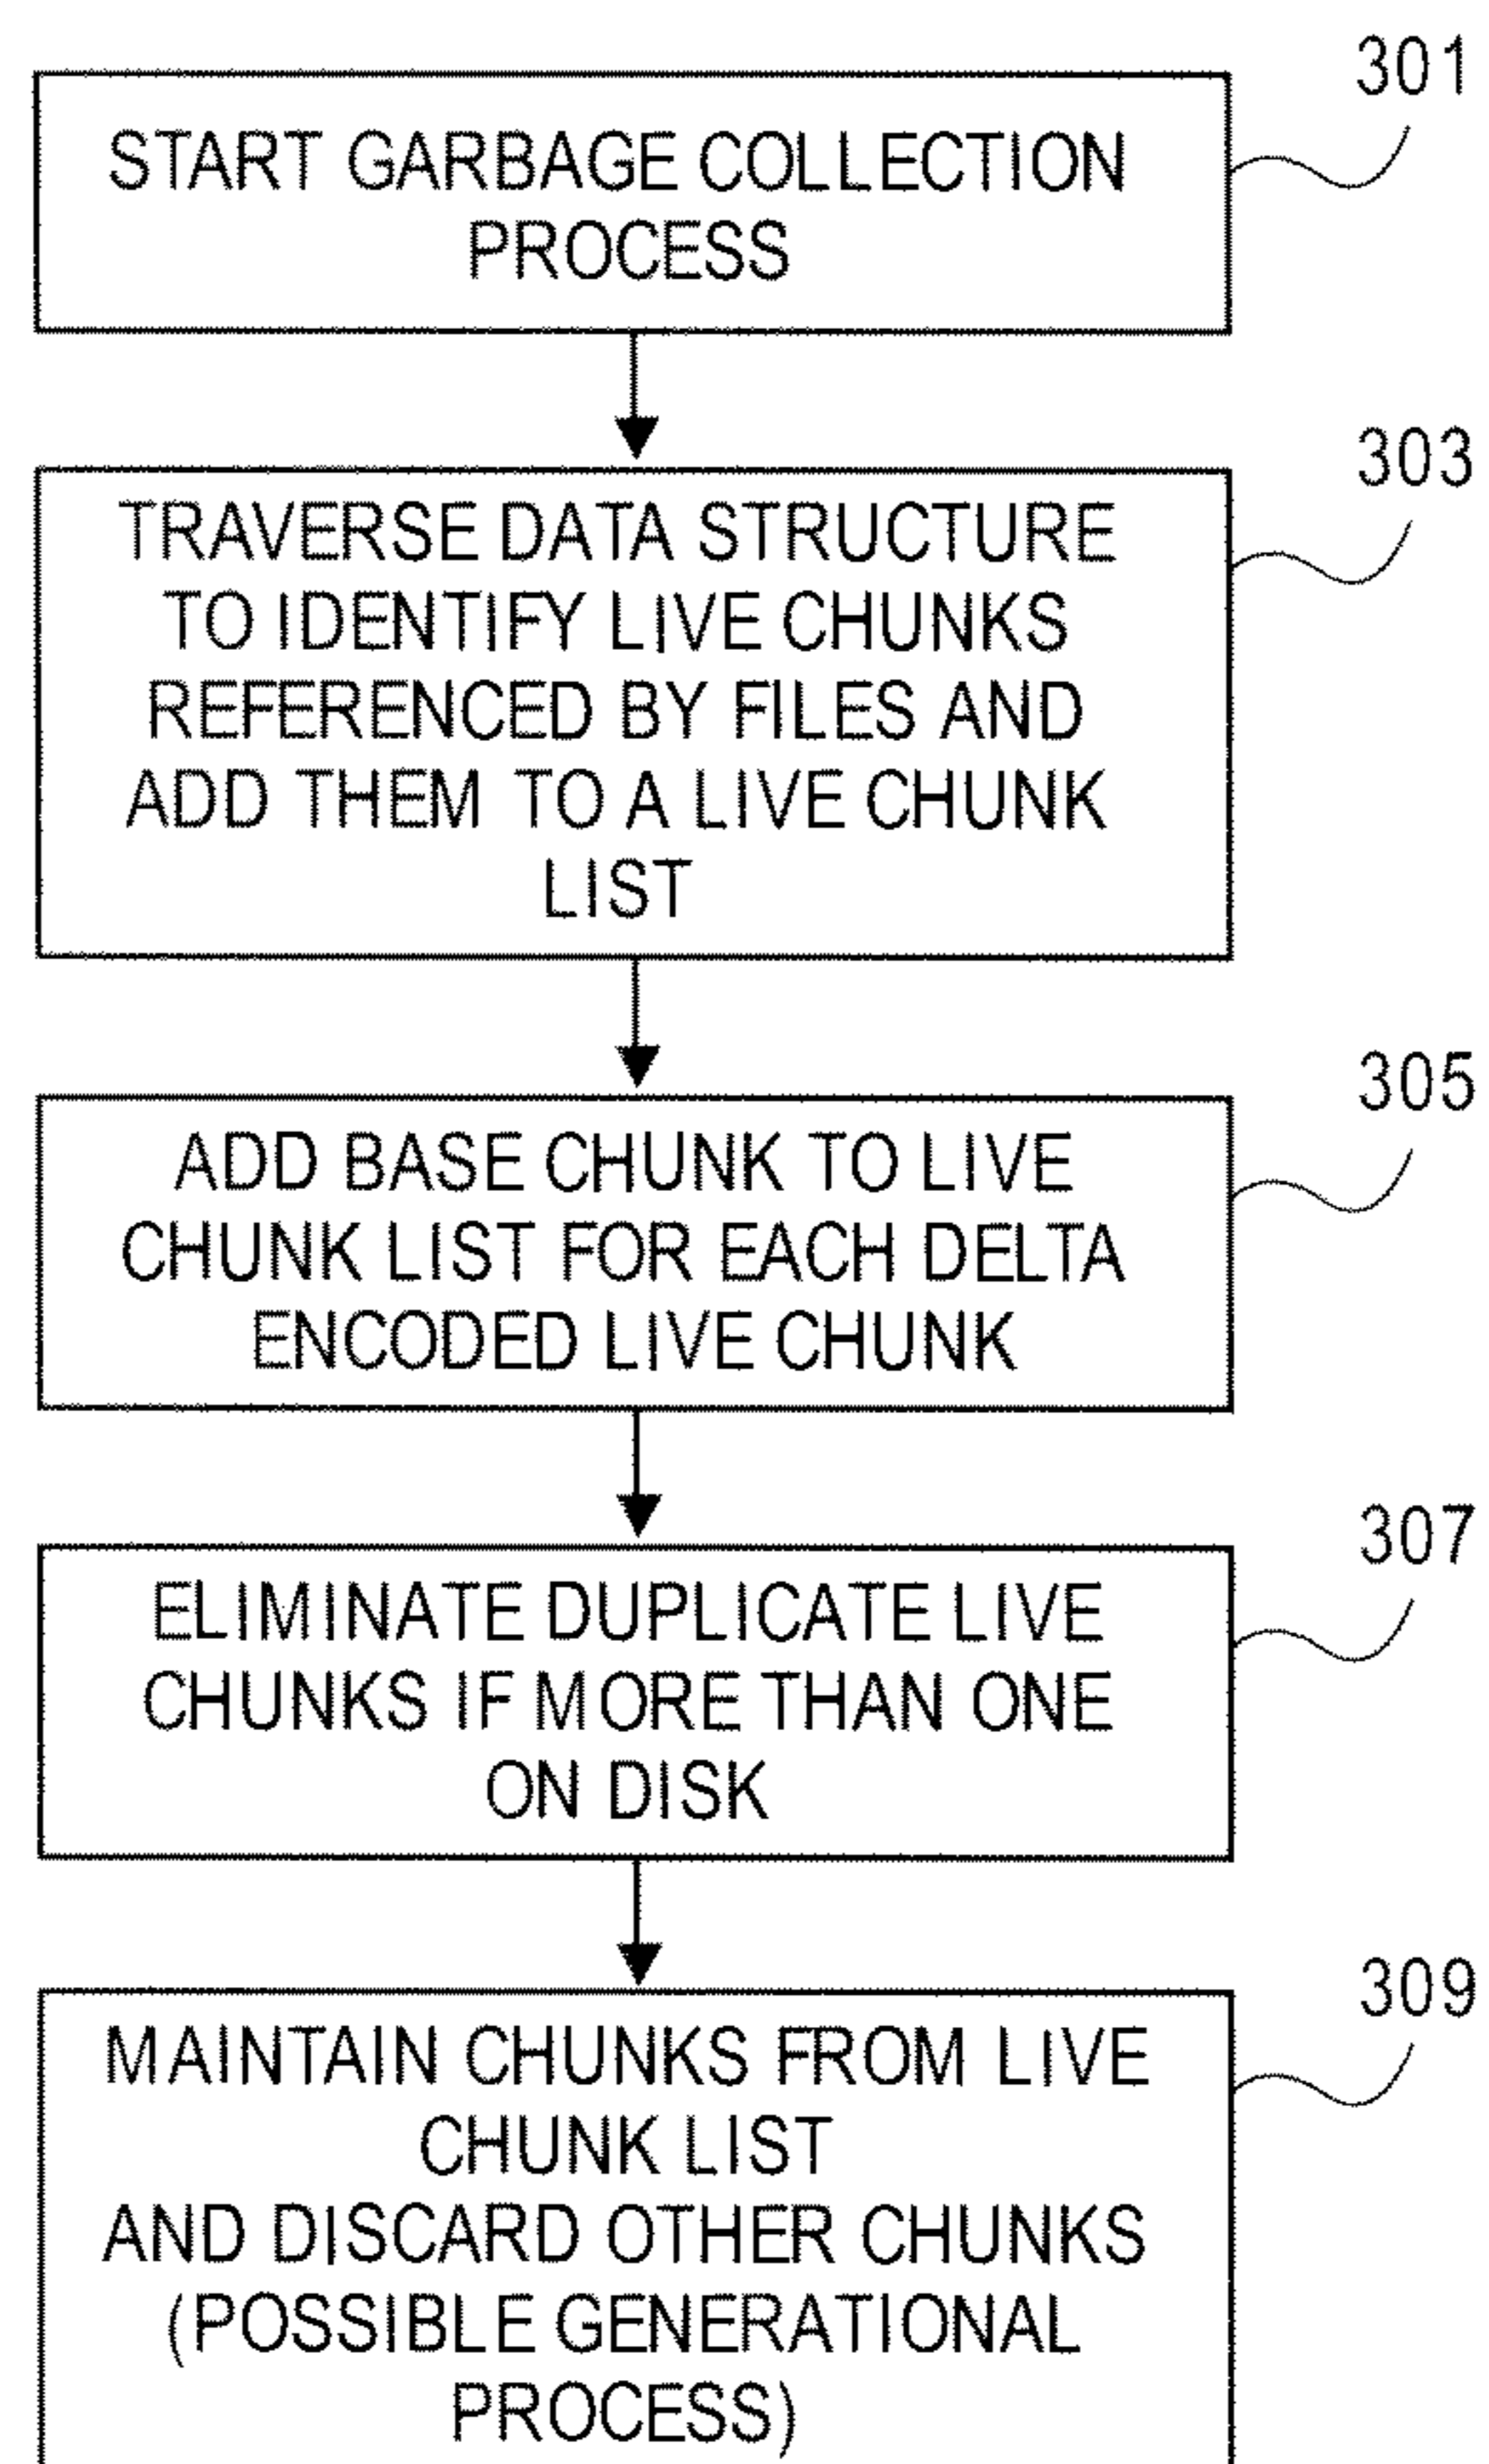 301
START GARBAGE COLLECTION
PROCESS
303
TRAVERSE DATA STRUCTURE
TO IDENTIFY LIVE CHUNKS
REFERENCED BY FILES AND
ADD THEM TO A LIVE CHUNK
LIST
305
ADD BASE CHUNK TO LIVE
CHUNK LIST FOR EACH DELTA
ENCODED LIVE CHUNK
307
ELIMINATE DUPLICATE LIVE
CHUNKS IF MORE THAN ONE
ON DISK
309
MAINTAIN CHUNKS FROM LIVE
CHUNK LIST
AND DISCARD OTHER CHUNKS
(POSSIBLE GENERATIONAL
PROCESS)